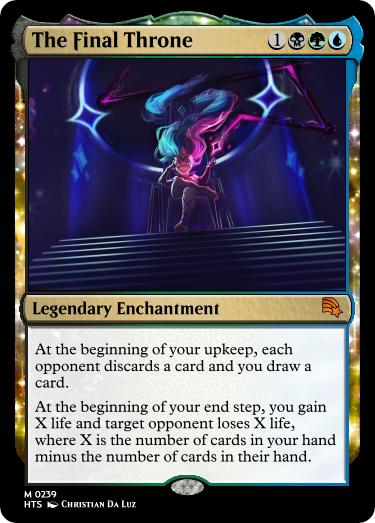 The Final Throne 1
Legendary Enchantment
At the beginning of your upkeep, each
opponent discards a card and you draw a
card.
At the beginning of your end step, you gain
X life and target opponent loses X life,
where X is the number of cards in your hand
minus the number of cards in their hand.
M 0239
HTS Christian Da Luz